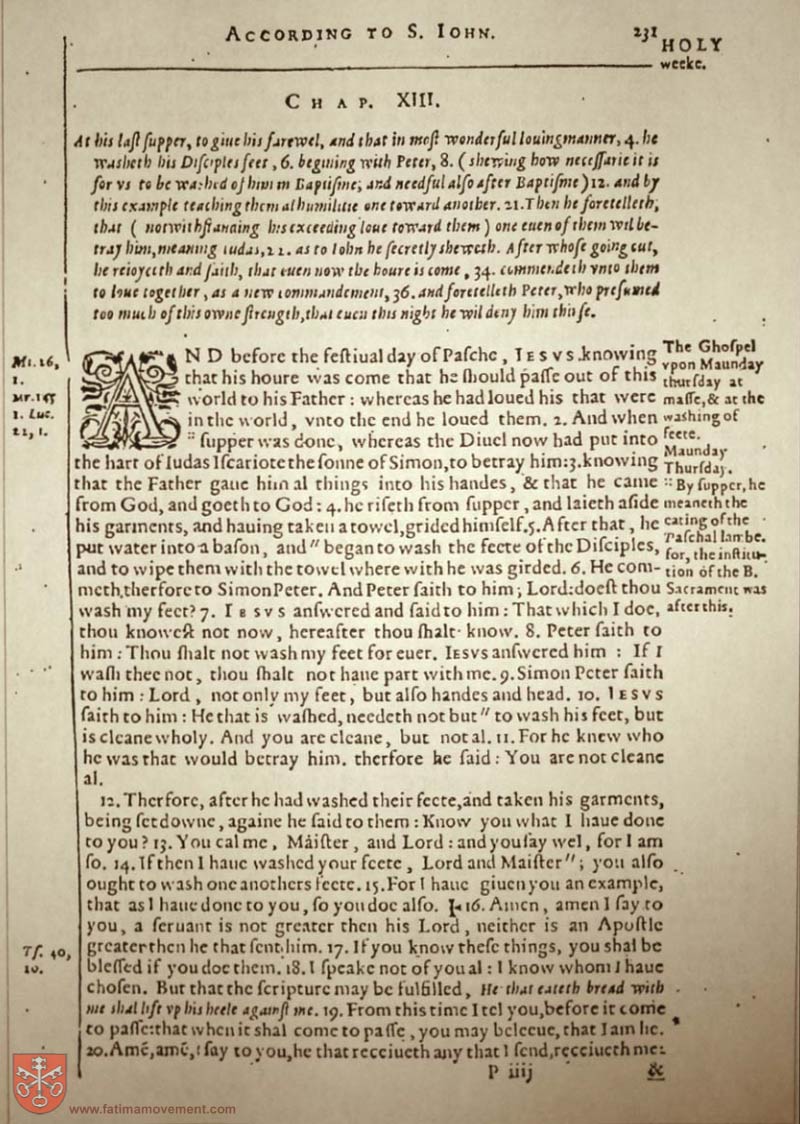 ACCORDING TO S. IOHN.
231
HOLY
weeke.
CHAP. XIII.
At his laſt ſupper, to giue his farewel, and that in moſt wonderful louing manner, 4. he
waſheth his Diſciples feet, 6. begining with Peter, 8. (shewing how neceſſarie it is
for vs to be washed of him in Baptiſme, and needful alſo after Baptiſme) 12. and by
this example teaching them al humilitie one toward another. 21. Then he foretelleth,
that ( notwithſtanding his exceeding loue toward them ) one euen of them wil be-
tray him, meaning Iudas, 22. as to Iohn he ſecretly sheweth. After whoſe going out,
he reioyceth and ſaith, that euen now the houre is come, 34. commendeth vnto them
to loue together, as a new commandement, 36. and foretelleth Peter, who preſumed
too much of this owne ſtrength, that euen this night he wil deny him thriſe.
Mt. 26,
1.
Mr. 14
1. Luc.
22, 1.
AND before the feſtiual day of Paſche, IESVS knowing
that his houre was come that he ſhould paſſe out of this
world to his Father: whereas he had loued his that were
in the world, vnto the end he loued them. 2. And when
" ſupper was done, whereas the Diuel now had put into
the hart of Iudas Iſcariote the ſonne of Simon, to betray him: 3. knowing
that the Father gaue him al things into his handes, & that he came
from God, and goeth to God: 4. he riſeth from ſupper, and laieth aſide
his garments, and hauing taken a towel, grided himſelf. 5. After that, he
put water into a baſon, and " began to wash the feete of the Diſciples,
and to wipe them with the towel where with he was girded. 6. He com-
meth therfore to Simon Peter. And Peter ſaith to him; Lord: doeſt thou
wash my feet? 7. IESVS anſwered and ſaid to him: That which I doe,
thou knoweſt not now, hereafter thou ſhalt know. 8. Peter ſaith to
him: Thou ſhalt not wash my feet for euer. IESVS anſwered him : If I
waſh thee not, thou ſhalt not haue part with me. 9. Simon Peter ſaith
to him: Lord, not only my feet, but alſo handes and head. 10. IESVS
ſaith to him: He that is waſhed, needeth not but " to wash his feet, but
is cleane wholy. And you are cleane, but not al. 11. For he knew who
he was that would betray him. therfore he ſaid: You are not cleane
al.
12. Therfore, after he had washed their feete, and taken his garments,
being ſet downe, againe he ſaid to them: Know you what I haue done
to you? 13. You cal me, Maiſter, and Lord: and you ſay wel, for I am
ſo. 14. If then I haue washed your feete, Lord and Maiſter"; you alſo
ought to wash one anothers feete. 15. For I haue giuen you an example,
that as I haue done to you, ſo you doe alſo. 16. Amen, amen I ſay to
you, a ſeruant is not greater then his Lord, neither is an Apoſtle
greater then he that ſent him. 17. If you know theſe things, you shal be
bleſſed if you doe them. 18. I ſpeake not of you al: I know whom I haue
choſen. But that the ſcripture may be fulfilled, He that eateth bread with
me shal lift vp his heele againſt me. 19. From this time I tel you, before it come
to paſſe: that when it shal come to paſſe, you may beleeue, that I am he.
20. Amē, amē, I ſay to you, he that receiueth any that I ſend, receiueth me:
P iiij &
The Ghoſpel
vpon Maunday
thurſday at
maſſe, & at the
washing of
feete.
Maunday
Thurſday.
:: By ſupper, he
meaneth the
eating of the
Paſchal lambe.
for, the inſtitu-
tion of the B.
Sacrament was
after this.
Pſ. 40,
10.
www.fatimamovement.com